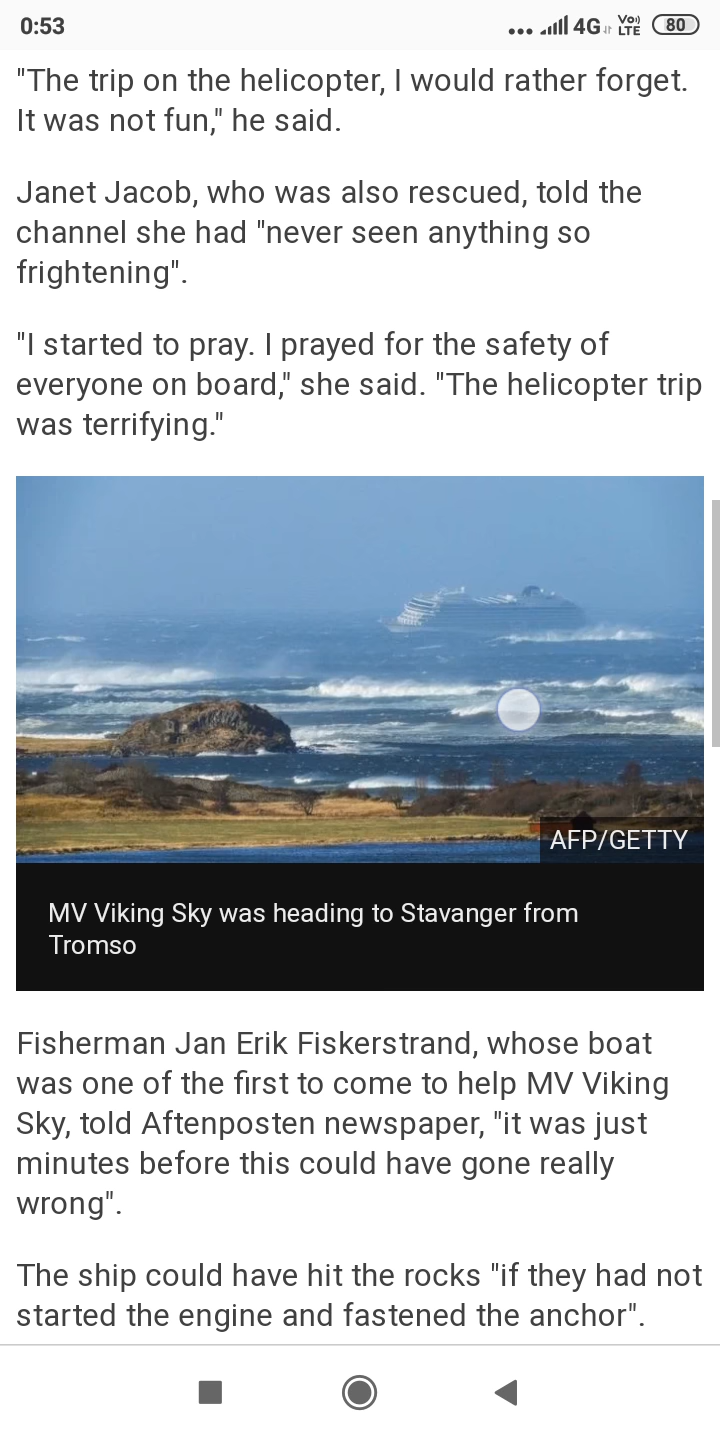 0:53
4G
Vo))
LTE
80
"The trip on the helicopter, I would rather forget.
It was not fun," he said.
Janet Jacob, who was also rescued, told the
channel she had "never seen anything so
frightening".
"I started to pray. I prayed for the safety of
everyone on board," she said. "The helicopter trip
was terrifying."
AFP/GETTY
MV Viking Sky was heading to Stavanger from
Tromso
Fisherman Jan Erik Fiskerstrand, whose boat
was one of the first to come to help MV Viking
Sky, told Aftenposten newspaper, "it was just
minutes before this could have gone really
wrong".
The ship could have hit the rocks "if they had not
started the engine and fastened the anchor".